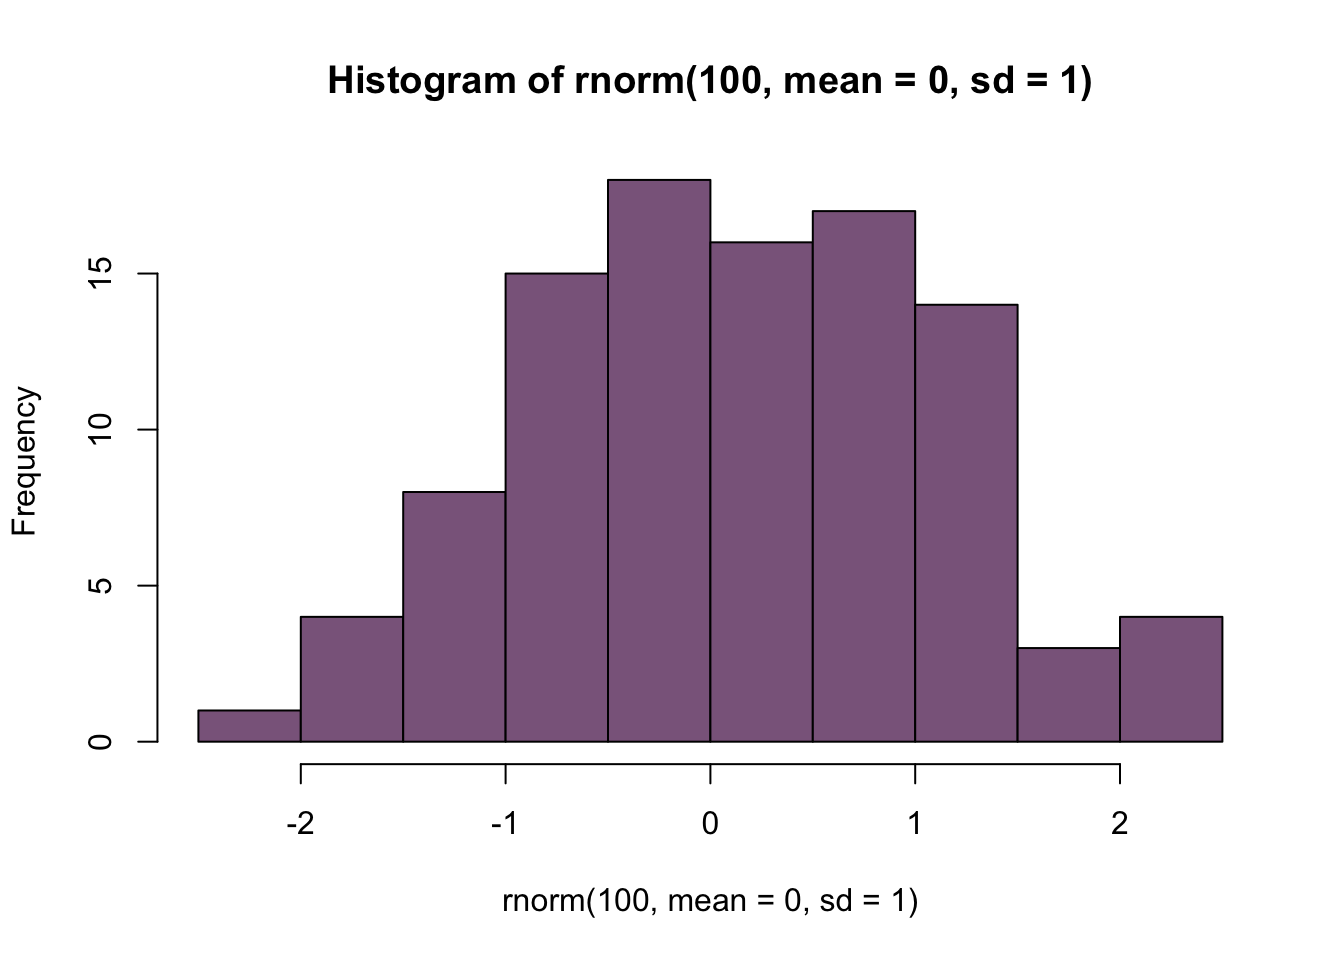 Histogram of rnorm(100, mean = 0, sd = 1)
Frequency
15
10
5
0
-2 -1 0 1 2
rnorm(100, mean = 0, sd = 1)